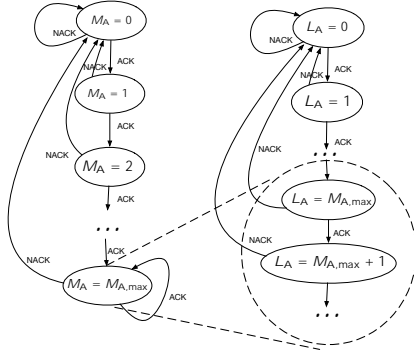 M_A = 0
NACK
ACK
NACK
M_A = 1
ACK
M_A = 2
NACK
ACK
...
ACK
NACK
M_A = M_A,max
ACK
L_A = 0
NACK
ACK
NACK
L_A = 1
ACK
...
NACK
L_A = M_A,max
ACK
NACK
L_A = M_A,max + 1
...